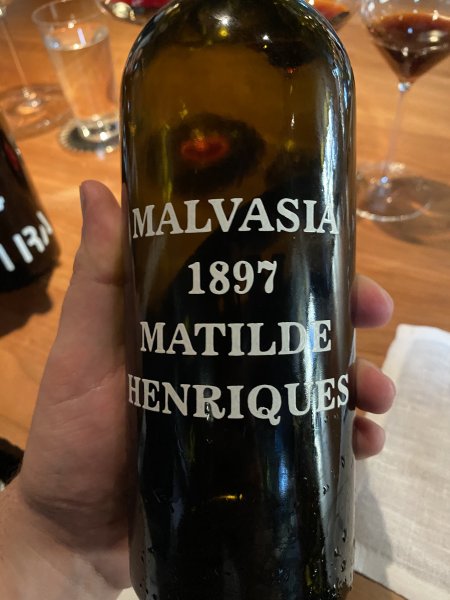 MALVASIA
1897
MATILDE
HENRIQUES